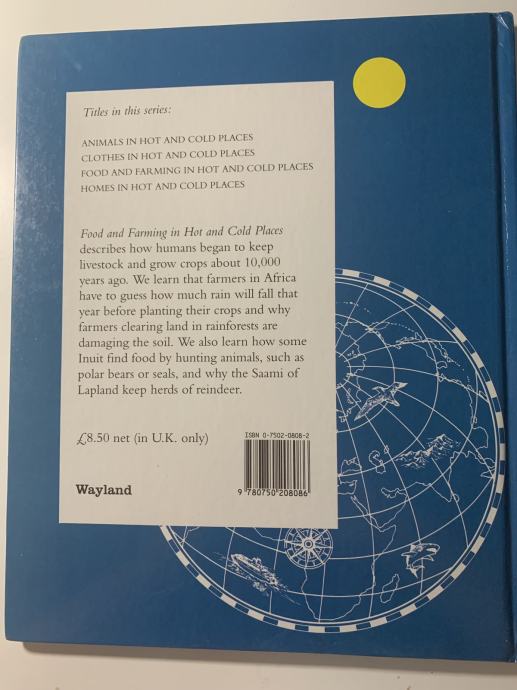 Titles in this series:
ANIMALS IN HOT AND COLD PLACES
CLOTHES IN HOT AND COLD PLACES
FOOD AND FARMING IN HOT AND COLD PLACES
HOMES IN HOT AND COLD PLACES
Food and Farming in Hot and Cold Places
describes how humans began to keep
livestock and grow crops about 10,000
years ago. We learn that farmers in Africa
have to guess how much rain will fall that
year before planting their crops and why
farmers clearing land in rainforests are
damaging the soil. We also learn how some
Inuit find food by hunting animals, such as
polar bears or seals, and why the Saami of
Lapland keep herds of reindeer.
£8.50 net (in U.K. only)
ISBN 0-7502-0808-2
9 780750 208086
Wayland